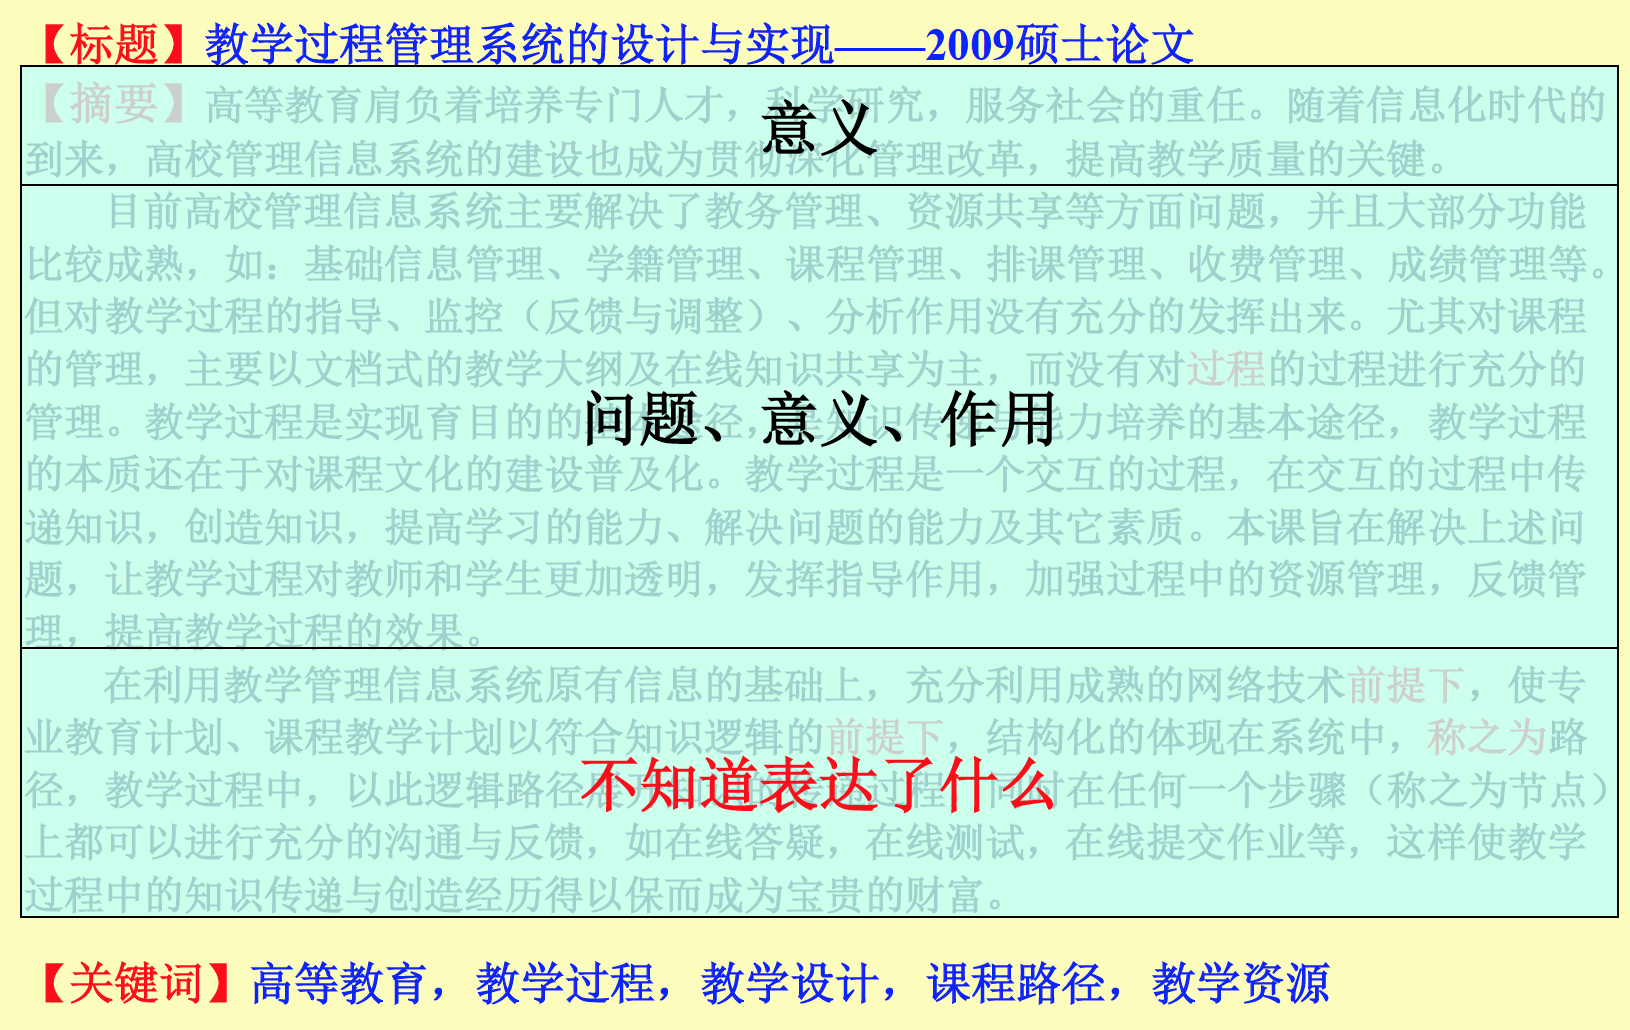 【标题】教学过程管理系统的设计与实现——2009硕士论文
【摘要】高等教育肩负着培养专门人才，科学研究，服务社会的重任。随着信息化时代的
到来，高校管理信息系统的建设也成为贯彻深化管理改革，提高教学质量的关键。
意义
目前高校管理信息系统主要解决了教务管理、资源共享等方面问题，并且大部分功能
比较成熟，如：基础信息管理、学籍管理、课程管理、排课管理、收费管理、成绩管理等。
但对教学过程的指导、监控（反馈与调整）、分析作用没有充分的发挥出来。尤其对课程
的管理，主要以文档式的教学大纲及在线知识共享为主，而没有对过程的过程进行充分的
管理。教学过程是实现育目的的径，识传力培养的基本途径，教学过程
的本质还在于对课程文化的建设普及化。教学过程是一个交互的过程，在交互的过程中传
递知识，创造知识，提高学习的能力、解决问题的能力及其它素质。本课旨在解决上述问
题，让教学过程对教师和学生更加透明，发挥指导作用，加强过程中的资源管理，反馈管
理，提高教学过程的效果。
问题、意义、作用
在利用教学管理信息系统原有信息的基础上，充分利用成熟的网络技术前提下，使专
业教育计划、课程教学计划以符合知识逻辑的前提下，结构化的体现在系统中，称之为路
径，教学过程中，以此逻辑路径过程，同时在任何一个步骤（称之为节点）
上都可以进行充分的沟通与反馈，如在线答疑，在线测试，在线提交作业等，这样使教学
过程中的知识传递与创造经历得以保而成为宝贵的财富。
不知道表达了什么
【关键词】高等教育，教学过程，教学设计，课程路径，教学资源